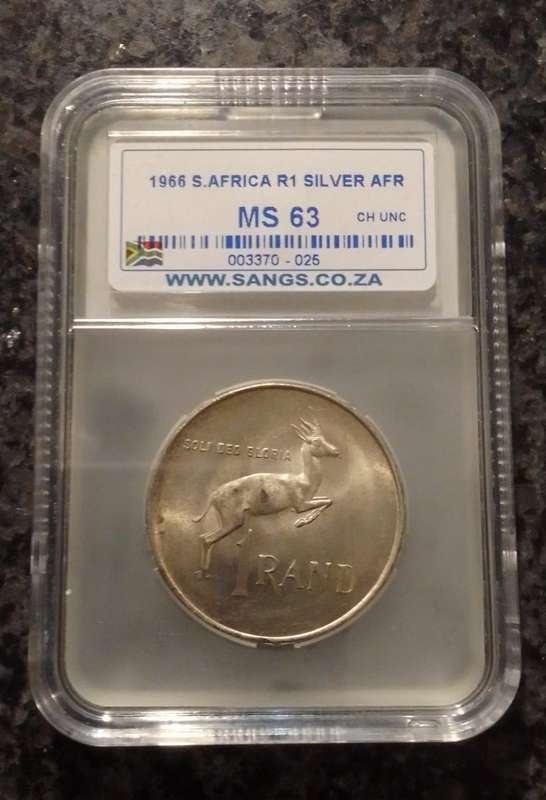 1966 S.AFRICA R1 SILVER AFR
MS 63 CH UNC
003370 - 025
WWW.SANGS.CO.ZA
SOLI DEO GLORIA
1 RAND